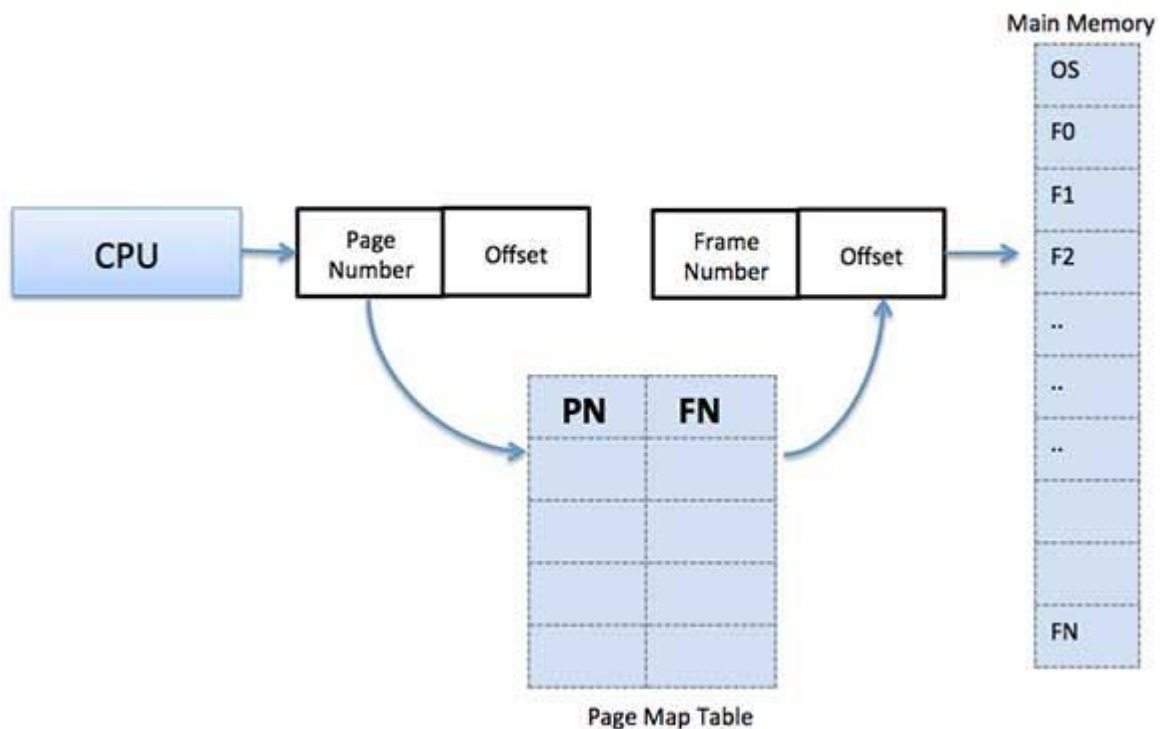 Main Memory
OS
F0
F1
F2
..
..
..
FN
CPU
Page
Number
Offset
Frame
Number
Offset
PN FN
Page Map Table